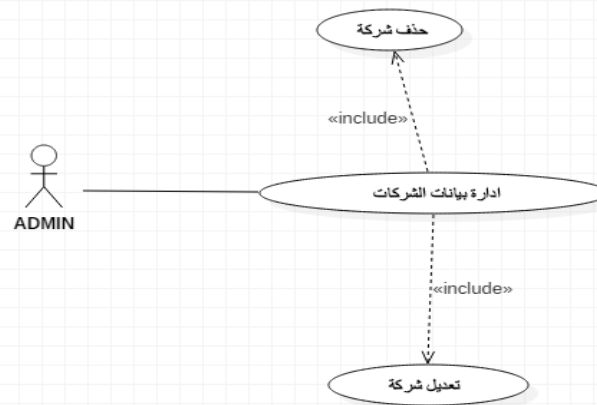 حذف شركة
«include»
ADMIN
ادارة بيانات الشركات
«include»
تعديل شركة